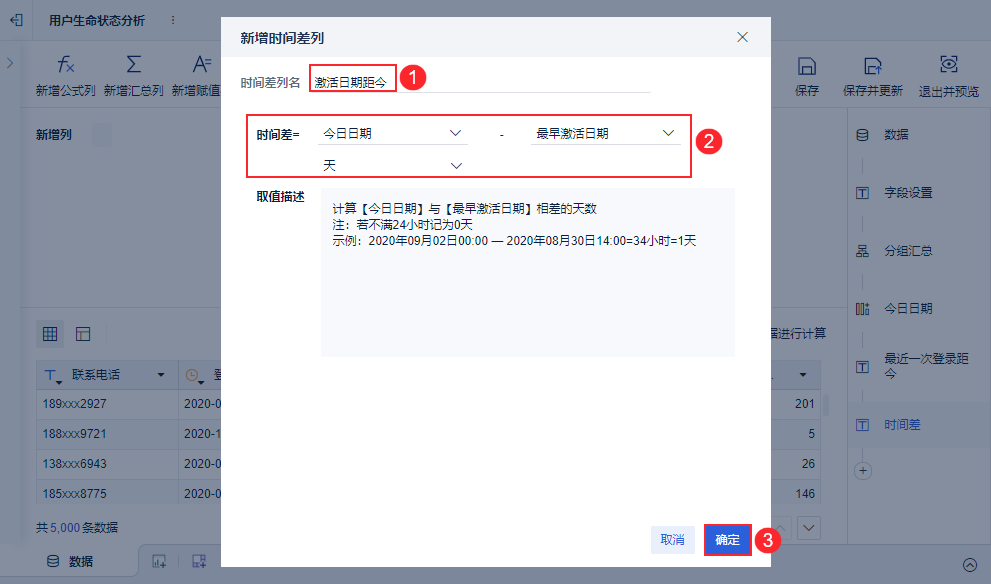 用户生命状态分析
新增时间差列
新增公式列 新增汇总列 新增赋值
保存 保存并更新 退出并预览
时间差列名 激活日期距今 1
新增列
时间差= 今日日期 - 最早激活日期 2
天
取值描述
计算【今日日期】与【最早激活日期】相差的天数
注：若不满24小时记为0天
示例：2020年09月02日00:00 — 2020年08月30日14:00=34小时=1天
数据
字段设置
分组汇总
今日日期
最近一次登录距
今
时间差
据进行计算
T 联系电话
189xxx2927 2020-0 201
188xxx9721 2020-1 5
138xxx6943 2020-0 26
185xxx8775 2020-0 146
共5,000条数据
取消 确定 3
数据